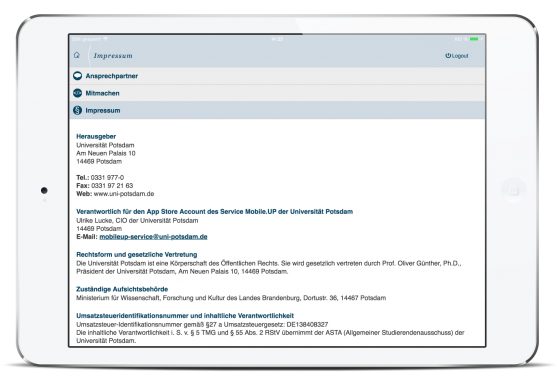 14:21
Impressum
Logout
Ansprechpartner
Mitmachen
§ Impressum
Herausgeber
Universität Potsdam
Am Neuen Palais 10
14469 Potsdam
Tel.: 0331 977-0
Fax: 0331 97 21 63
Web: www.uni-potsdam.de
Verantwortlich für den App Store Account des Service Mobile.UP der Universität Potsdam
Ulrike Lucke, CIO der Universität Potsdam
14469 Potsdam
E-Mail: mobileup-service@uni-potsdam.de
Rechtsform und gesetzliche Vertretung
Die Universität Potsdam ist eine Körperschaft des Öffentlichen Rechts. Sie wird gesetzlich vertreten durch Prof. Oliver Günther, Ph.D.,
Präsident der Universität Potsdam, Am Neuen Palais 10, 14469 Potsdam.
Zuständige Aufsichtsbehörde
Ministerium für Wissenschaft, Forschung und Kultur des Landes Brandenburg, Dortustr. 36, 14467 Potsdam
Umsatzsteueridentifikationsnummer und inhaltliche Verantwortlichkeit
Umsatzsteuer-Identifikationsnummer gemäß §27 a Umsatzsteuergesetz: DE138408327
Die inhaltliche Verantwortlichkeit i. S. v. § 5 TMG und § 55 Abs. 2 RStV übernimmt der ASTA (Allgemeiner Studierendenausschuss) der
Universität Potsdam.